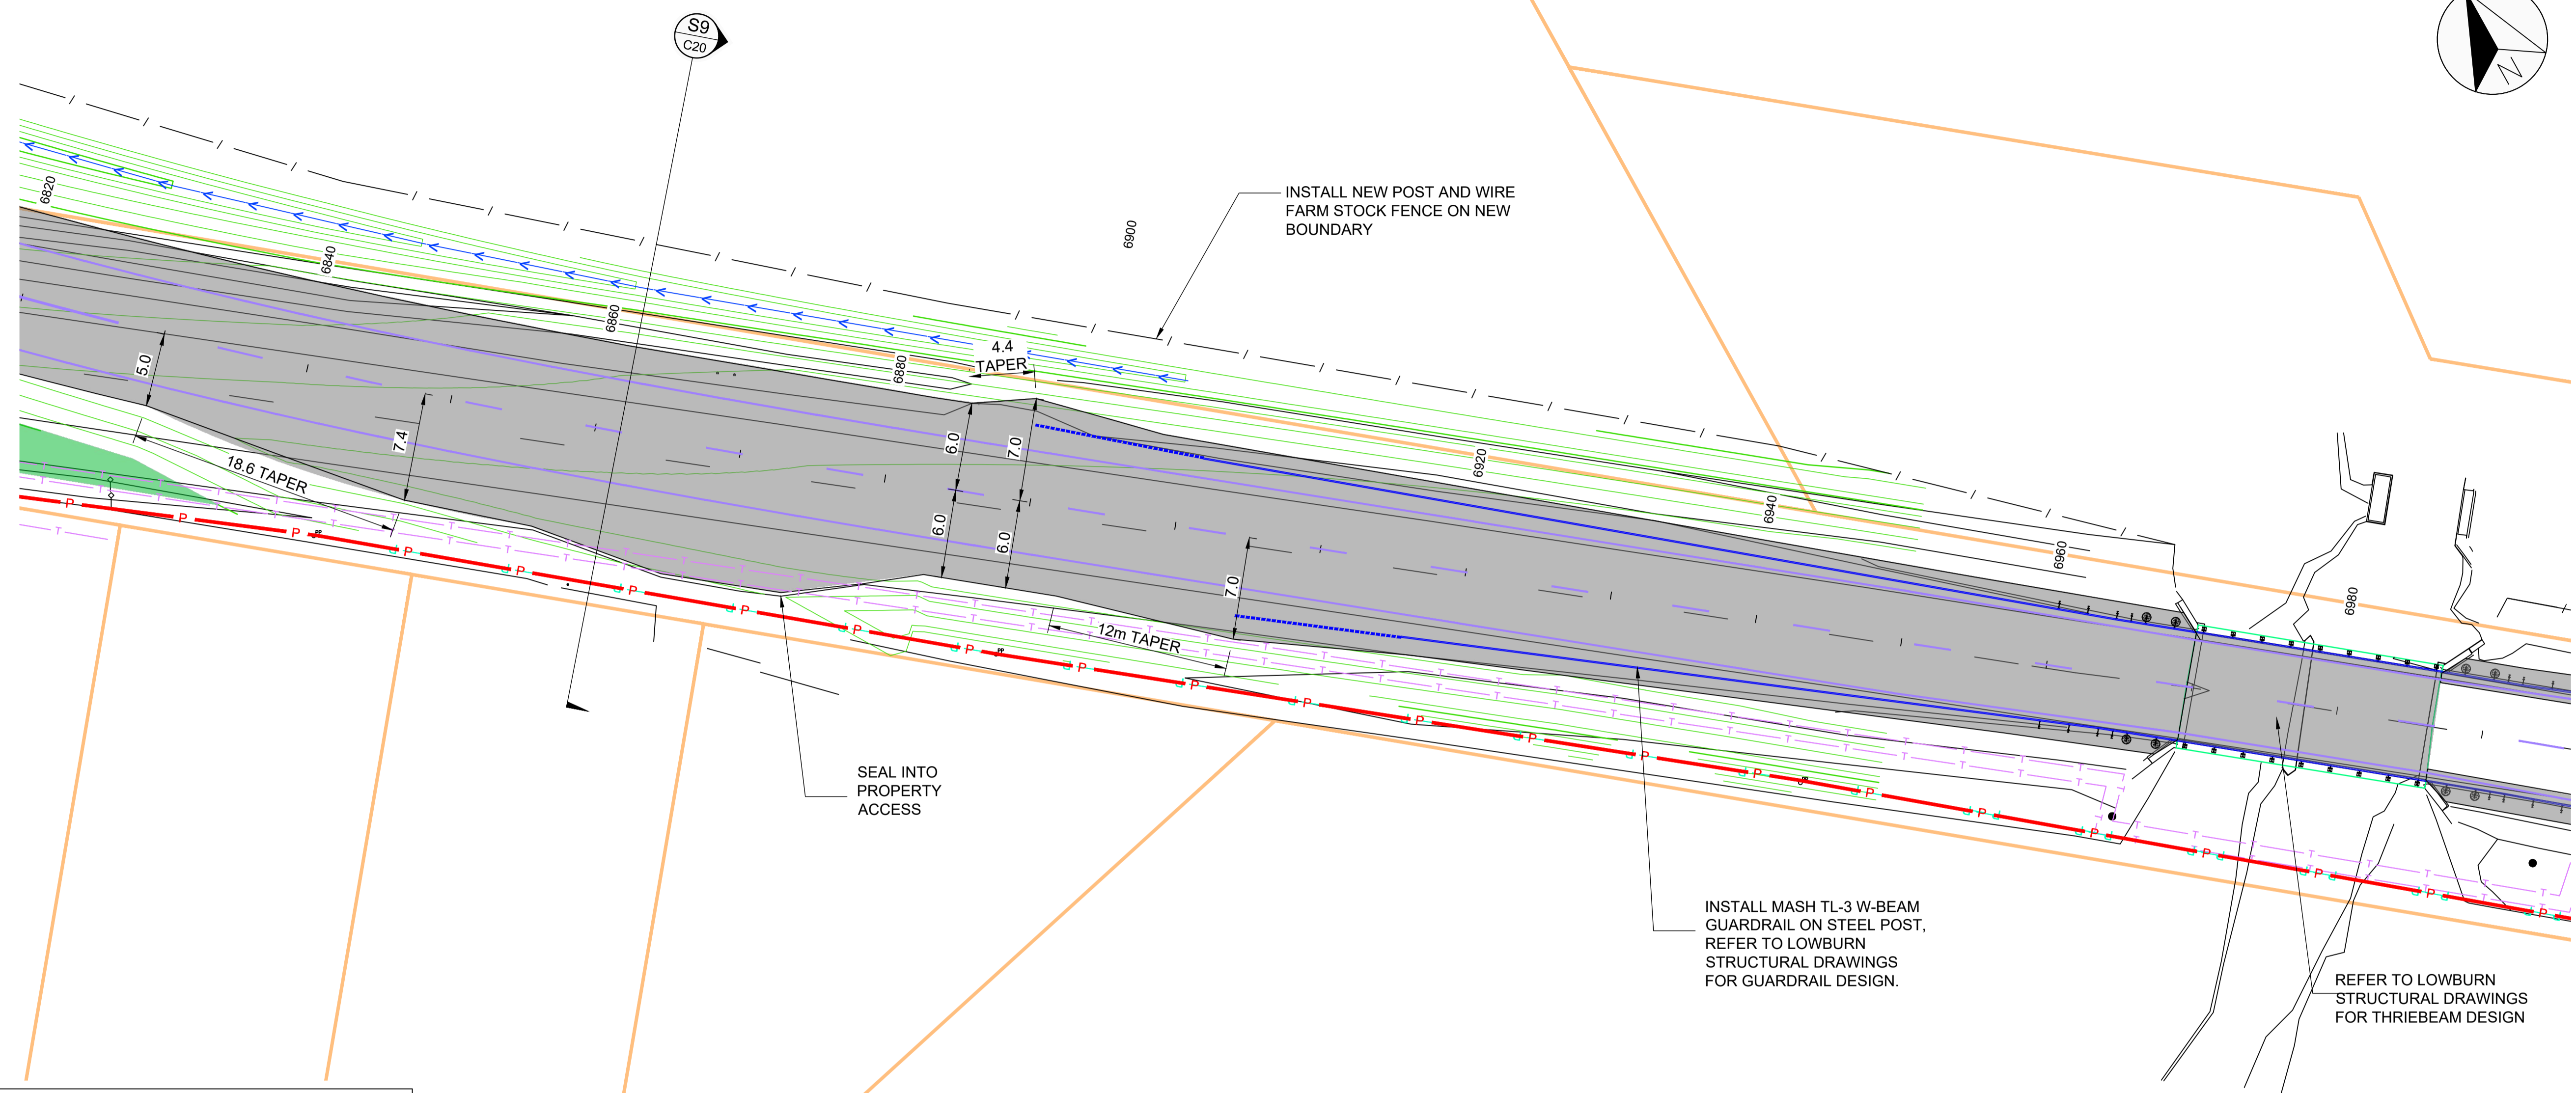 S9
C20
N
INSTALL NEW POST AND WIRE
FARM STOCK FENCE ON NEW
BOUNDARY
6820
6840
6860
6880
6900
6920
6940
6960
6980
4.4
TAPER
5.0
7.4
6.0
7.0
6.0
6.0
7.0
18.6 TAPER
12m TAPER
SEAL INTO
PROPERTY
ACCESS
INSTALL MASH TL-3 W-BEAM
GUARDRAIL ON STEEL POST,
REFER TO LOWBURN
STRUCTURAL DRAWINGS
FOR GUARDRAIL DESIGN.
REFER TO LOWBURN
STRUCTURAL DRAWINGS
FOR THRIEBEAM DESIGN
P P P P P P P P P P P P P P P P P P P P P P P